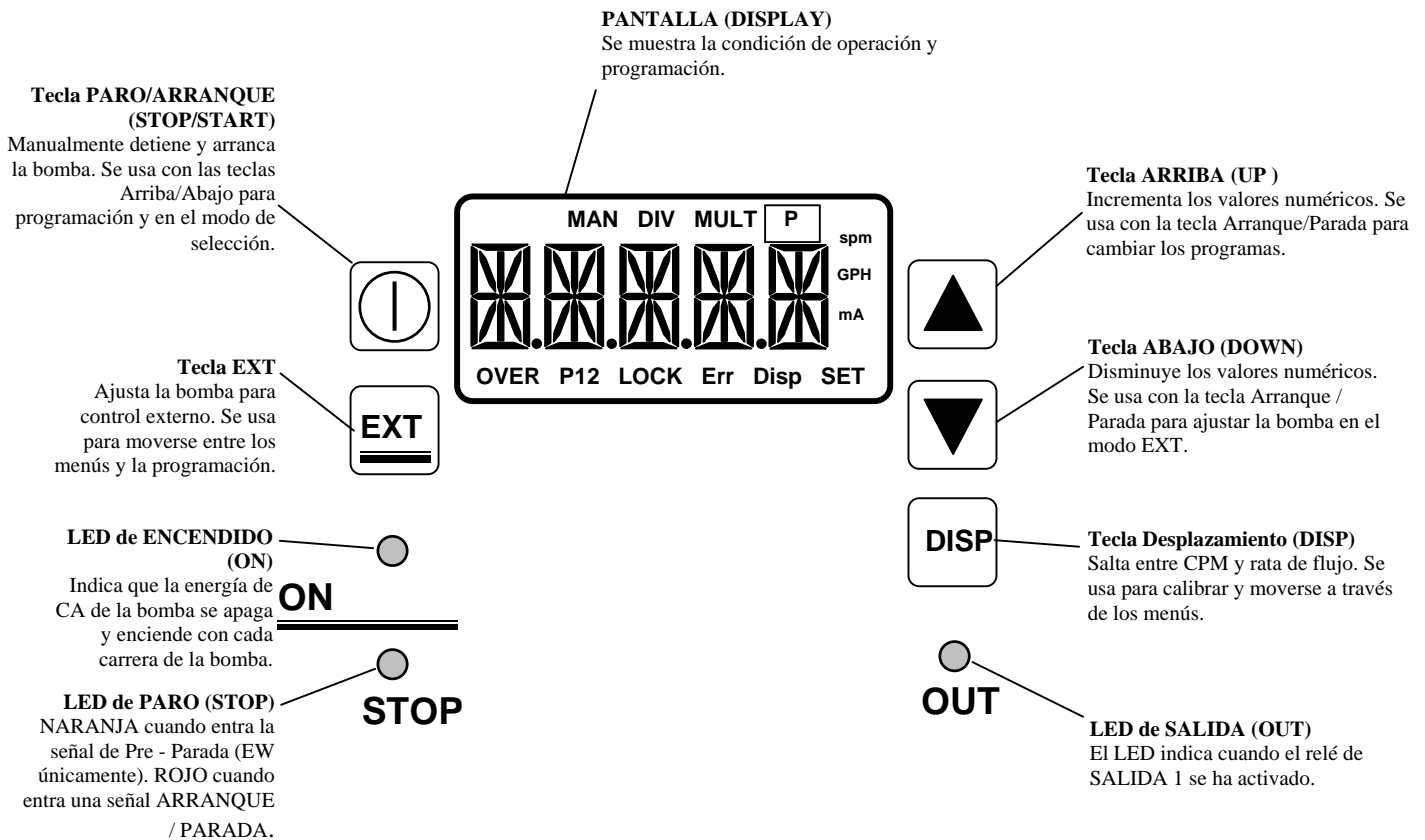 PANTALLA (DISPLAY)
Se muestra la condición de operación y
programación.
Tecla PARO/ARRANQUE
(STOP/START)
Manualmente detiene y arranca
la bomba. Se usa con las teclas
Arriba/Abajo para
programación y en el modo de
selección.
Tecla EXT
Ajusta la bomba para
control externo. Se usa
para moverse entre los
menús y la programación.
EXT
LED de ENCENDIDO
(ON)
Indica que la energía de
CA de la bomba se apaga
y enciende con cada
carrera de la bomba.
ON
LED de PARO (STOP)
NARANJA cuando entra la
señal de Pre - Parada (EW
únicamente). ROJO cuando
entra una señal ARRANQUE
/ PARADA.
STOP
MAN DIV MULT P
spm
GPH
mA
OVER P12 LOCK Err Disp SET
Tecla ARRIBA (UP )
Incrementa los valores numéricos. Se
usa con la tecla Arranque/Parada para
cambiar los programas.
Tecla ABAJO (DOWN)
Disminuye los valores numéricos.
Se usa con la tecla Arranque /
Parada para ajustar la bomba en el
modo EXT.
DISP
Tecla Desplazamiento (DISP)
Salta entre CPM y rata de flujo. Se
usa para calibrar y moverse a través
de los menús.
OUT
LED de SALIDA (OUT)
El LED indica cuando el relé de
SALIDA 1 se ha activado.